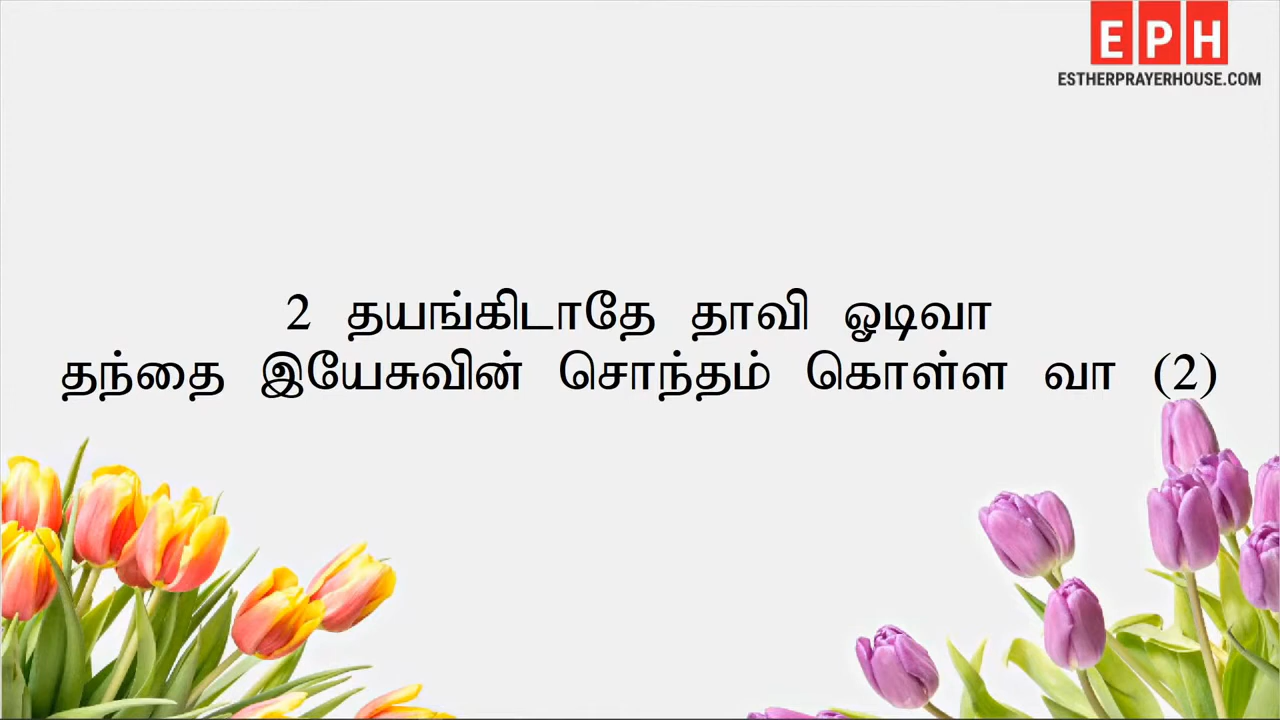 EPH
ESTHERPRAYERHOUSE.COM
2 தயங்கிடாதே தாவி ஓடிவா
தந்தை இயேசுவின் சொந்தம் கொள்ள வா (2)